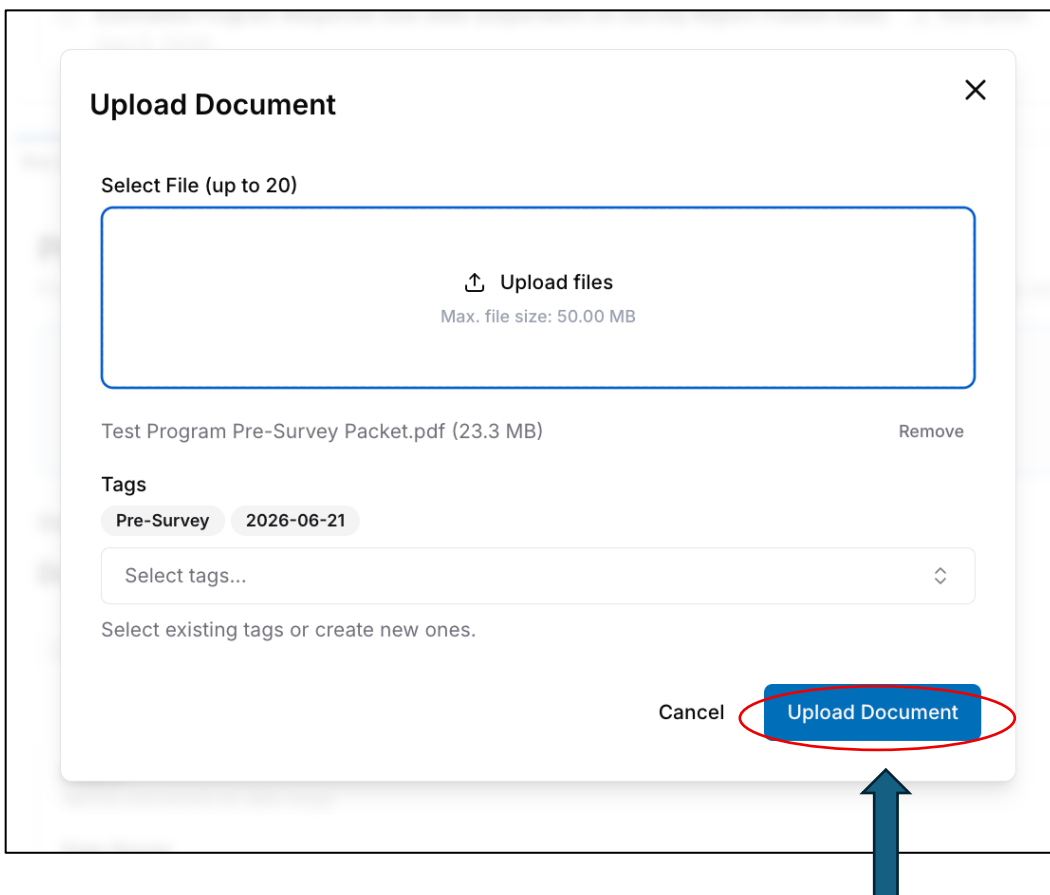 Upload Document
Select File (up to 20)
Upload files
Max. file size: 50.00 MB
Test Program Pre-Survey Packet.pdf (23.3 MB) Remove
Tags
Pre-Survey 2026-06-21
Select tags...
Select existing tags or create new ones.
Cancel Upload Document